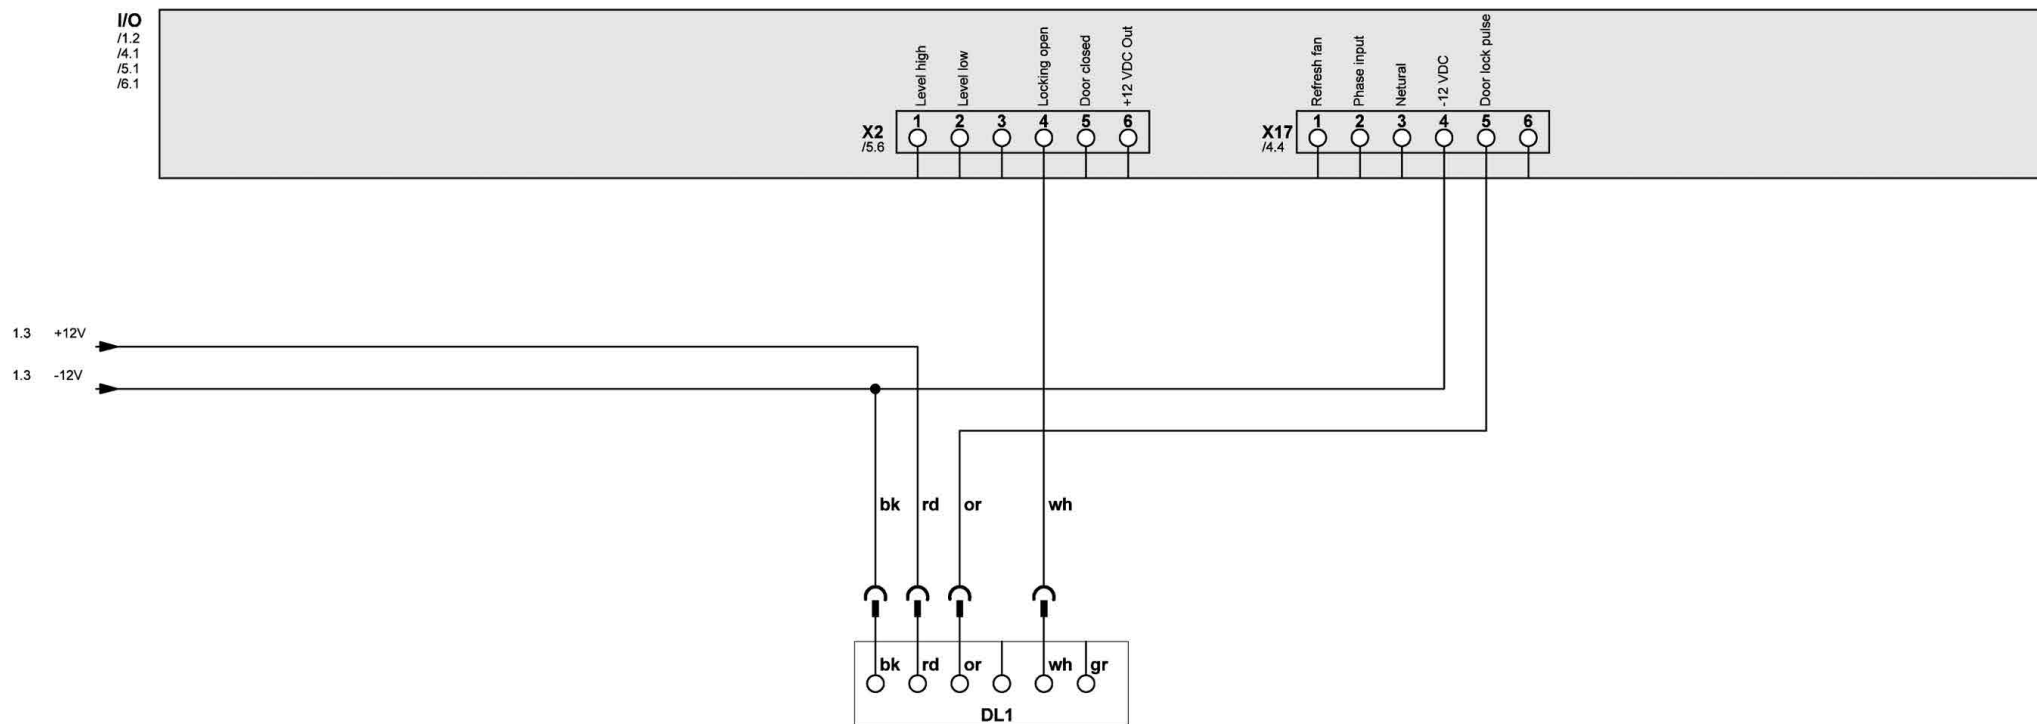 I/O
/1.2
/4.1
/5.1
/6.1
Level high
Level low
Locking open
Door closed
+12 VDC Out
Refresh fan
Phase input
Netural
-12 VDC
Door lock pulse
X2
/5.6
1 2 3 4 5 6
X17
/4.4
1 2 3 4 5 6
1.3 +12V
1.3 -12V
bk rd or wh
bk rd or wh gr
DL1